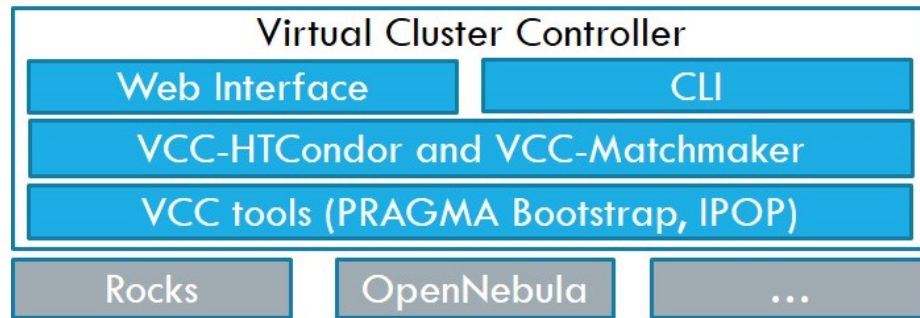 Virtual Cluster Controller
Web Interface
CLI
VCC-HTCondor and VCC-Matchmaker
VCC tools (PRAGMA Bootstrap, IPOP)
Rocks
OpenNebula
...